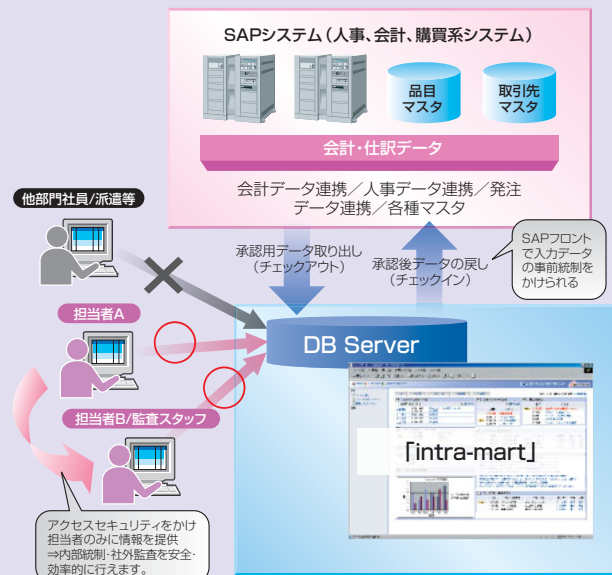 SAPシステム（人事、会計、購買系システム）
品目
マスタ
取引先
マスタ
会計・仕訳データ
会計データ連携／人事データ連携／発注
データ連携／各種マスタ
他部門社員/派遣等
承認用データ取り出し
（チェックアウト）
承認後データの戻し
（チェックイン）
SAPフロント
で入力データ
の事前統制を
かけられる
担当者A
DB Server
担当者B/監査スタッフ
「intra-mart」
アクセスセキュリティをかけ
担当者のみに情報を提供
⇒内部統制・社外監査を安全・
効率的に行えます。